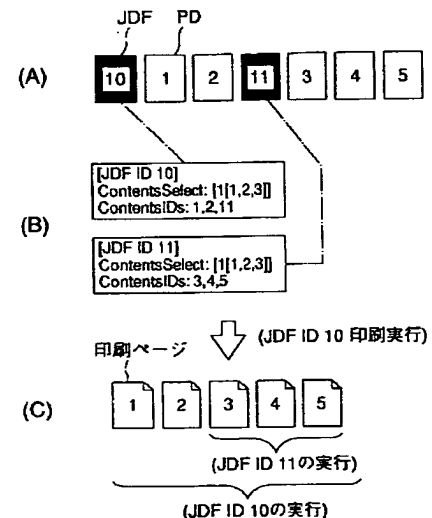 JDF PD
(A) 10 1 2 11 3 4 5
[JDF ID 10]
ContentsSelect: [1[1,2,3]]
ContentsIDs: 1,2,11
(B)
[JDF ID 11]
ContentsSelect: [1[1,2,3]]
ContentsIDs: 3,4,5
(JDF ID 10 印刷実行)
印刷ページ
(C) 1 2 3 4 5
(JDF ID 11の実行)
(JDF ID 10の実行)